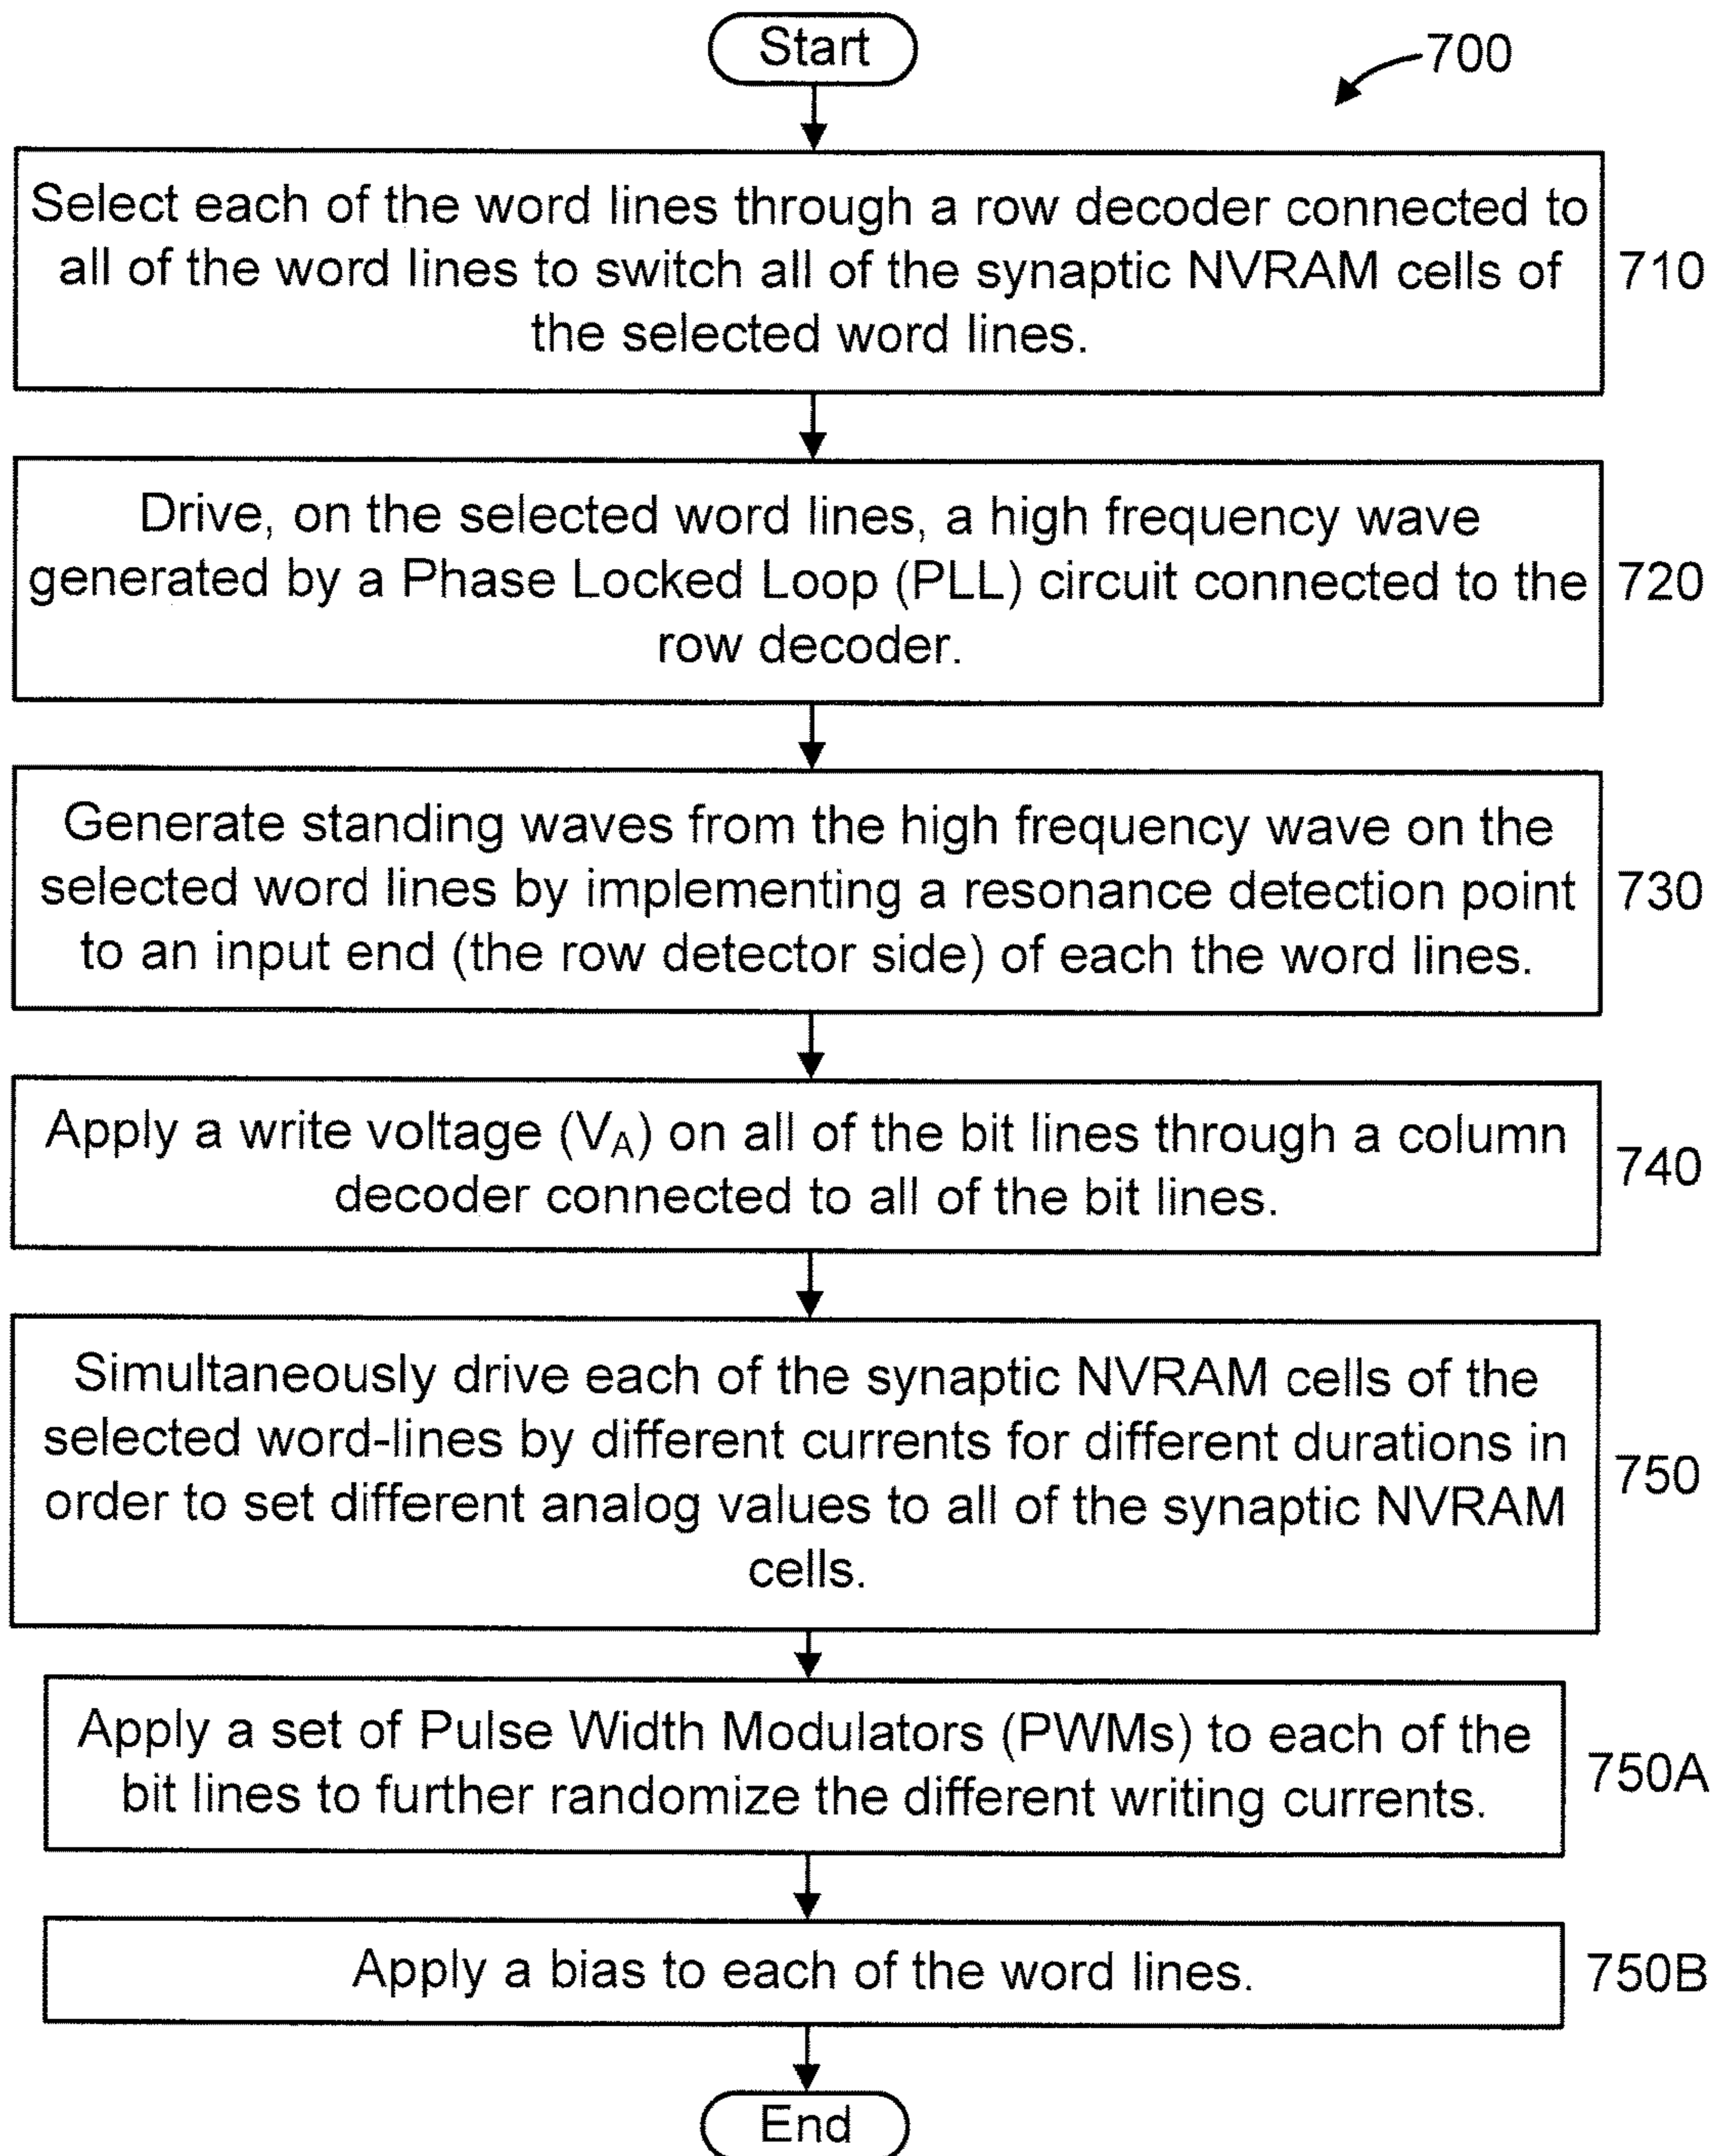 Start
700
Select each of the word lines through a row decoder connected to
all of the word lines to switch all of the synaptic NVRAM cells of
the selected word lines.
710
Drive, on the selected word lines, a high frequency wave
generated by a Phase Locked Loop (PLL) circuit connected to the
row decoder.
720
Generate standing waves from the high frequency wave on the
selected word lines by implementing a resonance detection point
to an input end (the row detector side) of each the word lines.
730
Apply a write voltage (VA) on all of the bit lines through a column
decoder connected to all of the bit lines.
740
Simultaneously drive each of the synaptic NVRAM cells of the
selected word-lines by different currents for different durations in
order to set different analog values to all of the synaptic NVRAM
cells.
750
Apply a set of Pulse Width Modulators (PWMs) to each of the
bit lines to further randomize the different writing currents.
750A
Apply a bias to each of the word lines.
750B
End